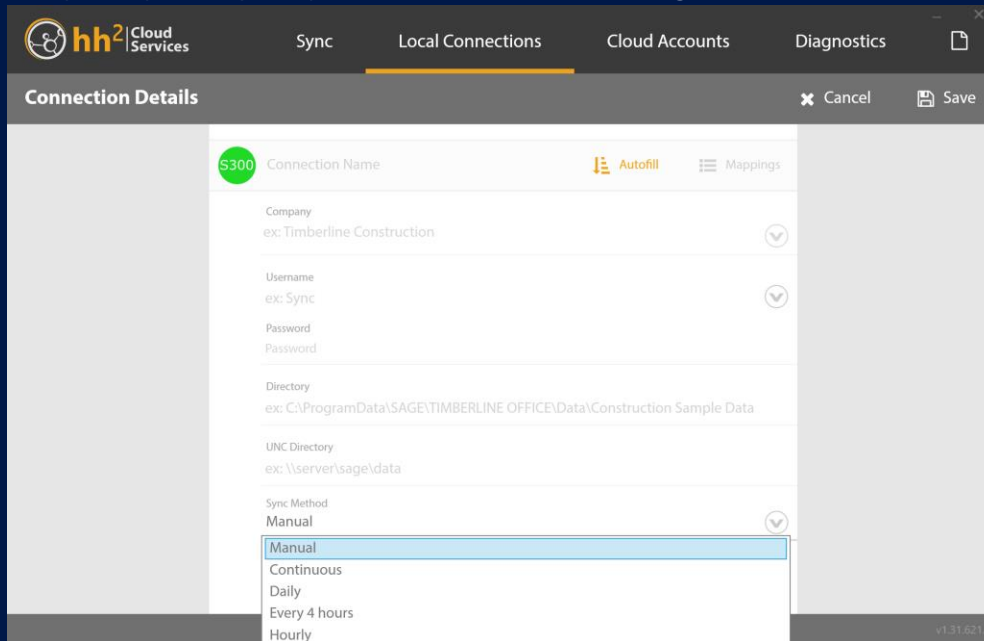 hh2 Cloud Services
Sync Local Connections Cloud Accounts Diagnostics
Connection Details Cancel Save
S300 Connection Name Autofill Mappings
Company
ex: Timberline Construction
Username
ex: Sync
Password
Password
Directory
ex: C:\ProgramData\SAGE\TIMBERLINE OFFICE\Data\Construction Sample Data
UNC Directory
ex: \\server\sage\data
Sync Method
Manual
Manual
Continuous
Daily
Every 4 hours
Hourly
v1.31.621